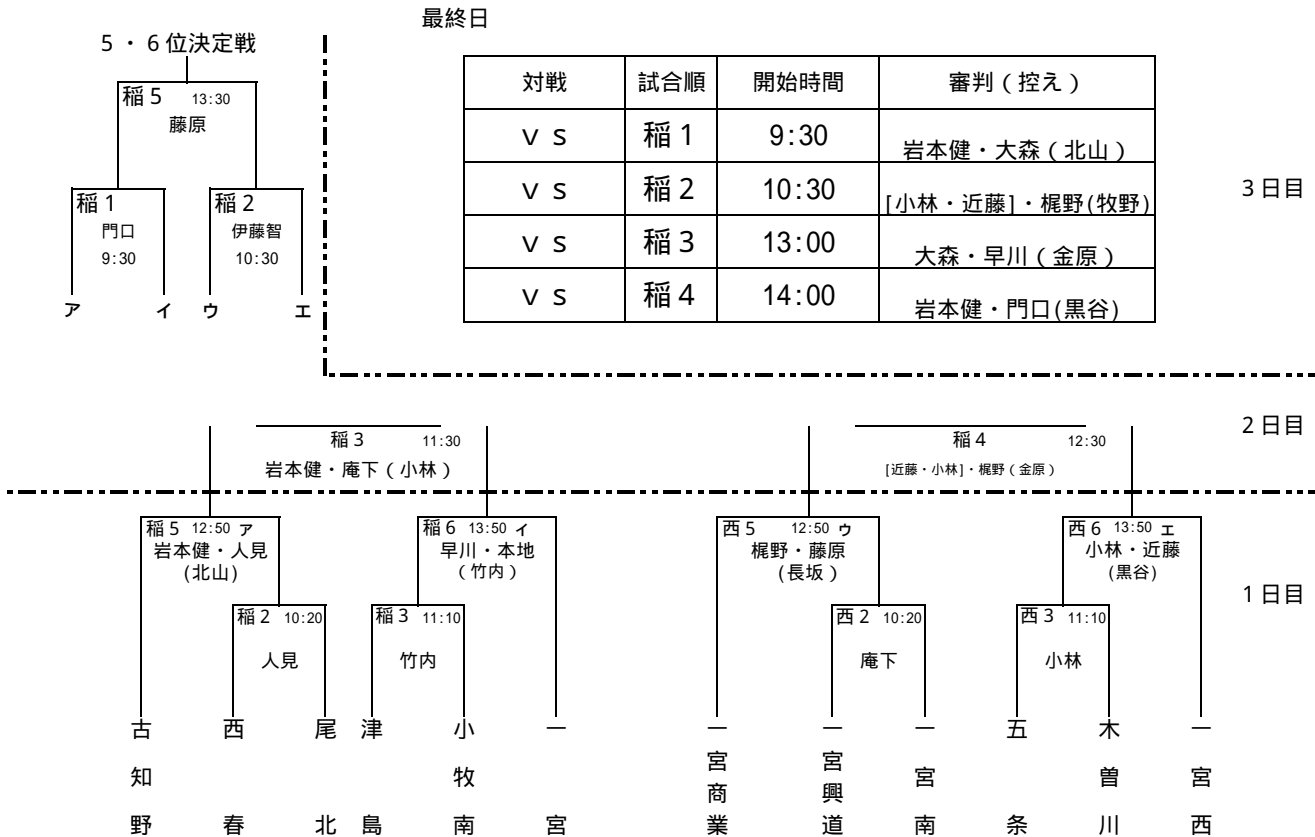 最終日
5・6位決定戦
稲5 13:30
藤原
稲1
門口
9:30
稲2
伊藤智
10:30
ア イ ウ エ
対戦 試合順 開始時間 審判(控え)
vs 稲1 9:30 岩本健・大森(北山)
vs 稲2 10:30 [小林・近藤]・梶野(牧野)
vs 稲3 13:00 大森・早川(金原)
vs 稲4 14:00 岩本健・門口(黒谷)
3日目
2日目
稲3 11:30
岩本健・庵下(小林)
稲4 12:30
[近藤・小林]・梶野(金原)
稲5 12:50 ア
岩本健・人見
(北山)
稲6 13:50 イ
早川・本地
(竹内)
西5 12:50 ウ
梶野・藤原
(長坂)
西6 13:50 エ
小林・近藤
(黒谷)
1日目
稲2 10:20
人見
稲3 11:10
竹内
西2 10:20
庵下
西3 11:10
小林
古知野
西春
尾北
津島
小牧南
一宮
一宮商業
一宮興道
一宮南
五条
木曽川
一宮西